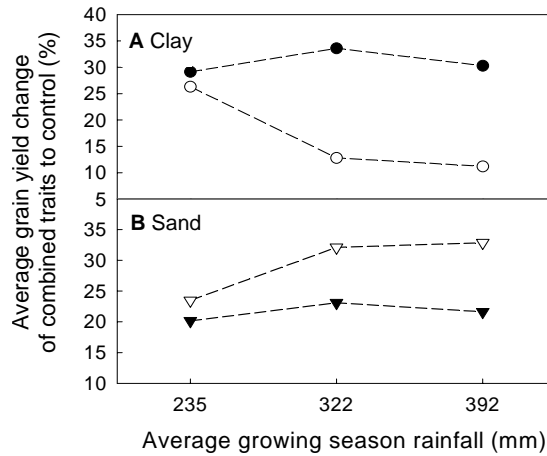 40
A Clay
35
30
25
20
15
10
5
B Sand
35
30
25
20
15
10
235 322 392
Average growing season rainfall (mm)
Average grain yield change
of combined traits to control (%)